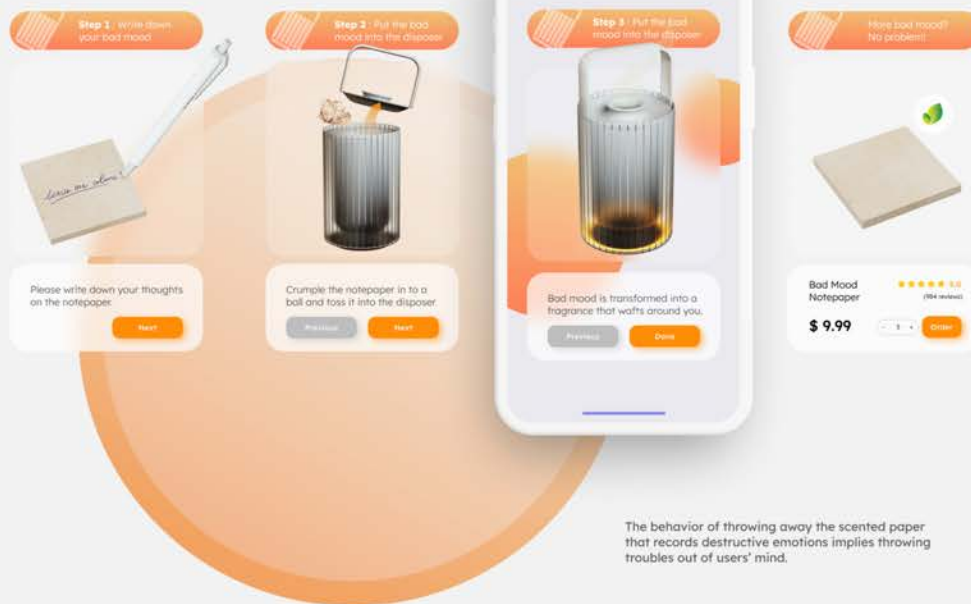 Step 1 : Write down
your bad mood
Please write down your thoughts
on the notepaper.
Next
Step 2 : Put the bad
mood into the disposer
Crumple the notepaper in to a
ball and toss it into the disposer.
Previous
Next
Step 3 : Put the bad
mood into the disposer
Bad mood is transformed into a
fragrance that wafts around you.
Previous
Done
More bad mood?
No problem!
Bad Mood
Notepaper
5.0
(984 reviews)
$ 9.99
- 1 +
Order
The behavior of throwing away the scented paper
that records destructive emotions implies throwing
troubles out of users' mind.